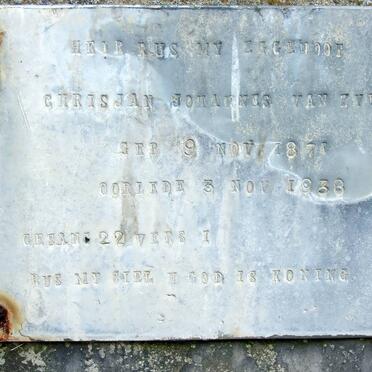 HEIR RUS MY EGGENOOT
CHRISJAN JOHANNES VAN
GEB 9 NOV 1871
OORLEDE 3 NOV 1938
GESANG 22 VERS 1
RUS MY SIEL U GOD IS KONING